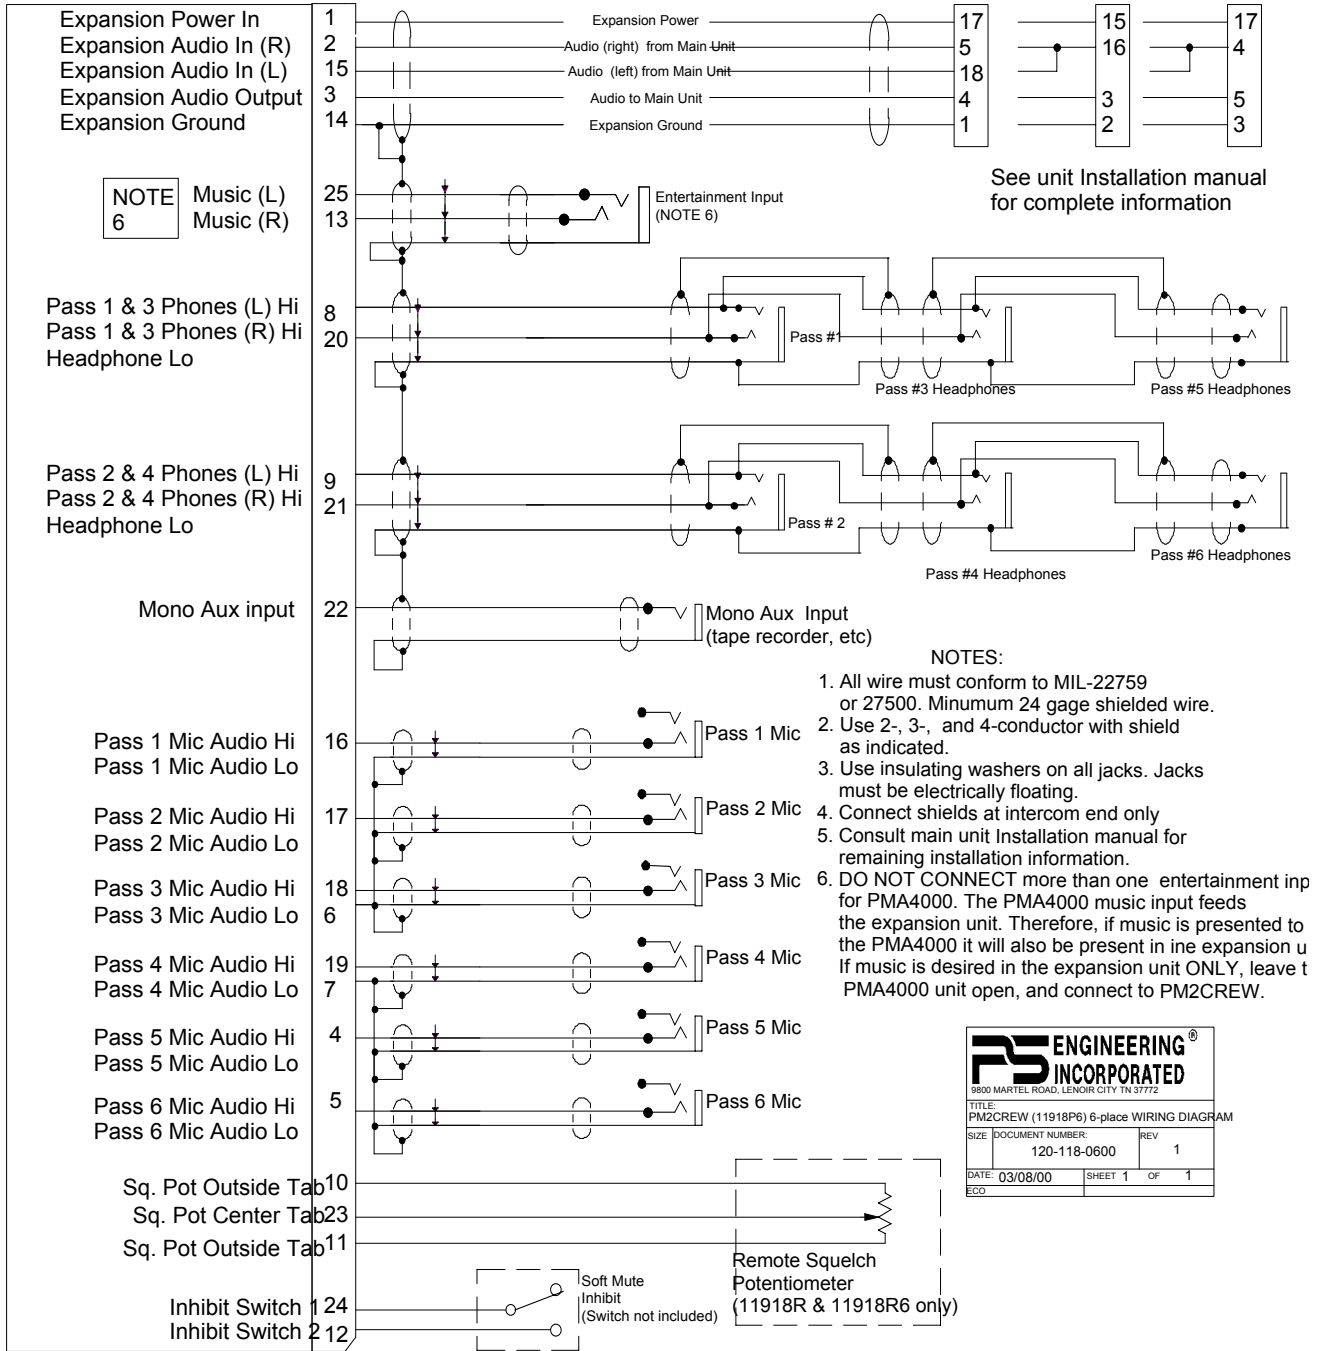 Expansion Power In 1 Expansion Power 17 15 17
Expansion Audio In (R) 2 Audio (right) from Main Unit 5 16 4
Expansion Audio In (L) 15 Audio (left) from Main Unit 18
Expansion Audio Output 3 Audio to Main Unit 4 3 5
Expansion Ground 14 Expansion Ground 1 2 3
See unit Installation manual
for complete information
NOTE
6
Music (L) 25
Music (R) 13
Entertainment Input
(NOTE 6)
Pass 1 & 3 Phones (L) Hi 8
Pass 1 & 3 Phones (R) Hi 20
Headphone Lo
Pass #1
Pass #3 Headphones
Pass #5 Headphones
Pass 2 & 4 Phones (L) Hi 9
Pass 2 & 4 Phones (R) Hi 21
Headphone Lo
Pass # 2
Pass #4 Headphones
Pass #6 Headphones
Mono Aux input 22
Mono Aux Input
(tape recorder, etc)
Pass 1 Mic Audio Hi 16
Pass 1 Mic Audio Lo
Pass 1 Mic
Pass 2 Mic Audio Hi 17
Pass 2 Mic Audio Lo
Pass 2 Mic
Pass 3 Mic Audio Hi 18
Pass 3 Mic Audio Lo 6
Pass 3 Mic
Pass 4 Mic Audio Hi 19
Pass 4 Mic Audio Lo 7
Pass 4 Mic
Pass 5 Mic Audio Hi 4
Pass 5 Mic Audio Lo
Pass 5 Mic
Pass 6 Mic Audio Hi 5
Pass 6 Mic Audio Lo
Pass 6 Mic
Sq. Pot Outside Tab 10
Sq. Pot Center Tab 23
Sq. Pot Outside Tab 11
Remote Squelch
Potentiometer
(11918R & 11918R6 only)
Inhibit Switch 1 24
Inhibit Switch 2 12
Soft Mute
Inhibit
(Switch not included)
NOTES:
1. All wire must conform to MIL-22759
or 27500. Minumum 24 gage shielded wire.
2. Use 2-, 3-, and 4-conductor with shield
as indicated.
3. Use insulating washers on all jacks. Jacks
must be electrically floating.
4. Connect shields at intercom end only
5. Consult main unit Installation manual for
remaining installation information.
6. DO NOT CONNECT more than one entertainment inp
for PMA4000. The PMA4000 music input feeds
the expansion unit. Therefore, if music is presented to
the PMA4000 it will also be present in ine expansion u
If music is desired in the expansion unit ONLY, leave t
PMA4000 unit open, and connect to PM2CREW.
PS ENGINEERING ®
INCORPORATED
9800 MARTEL ROAD, LENOIR CITY TN 37772
TITLE:
PM2CREW (11918P6) 6-place WIRING DIAGRAM
SIZE DOCUMENT NUMBER: REV
120-118-0600 1
DATE: 03/08/00 SHEET 1 OF 1
ECO